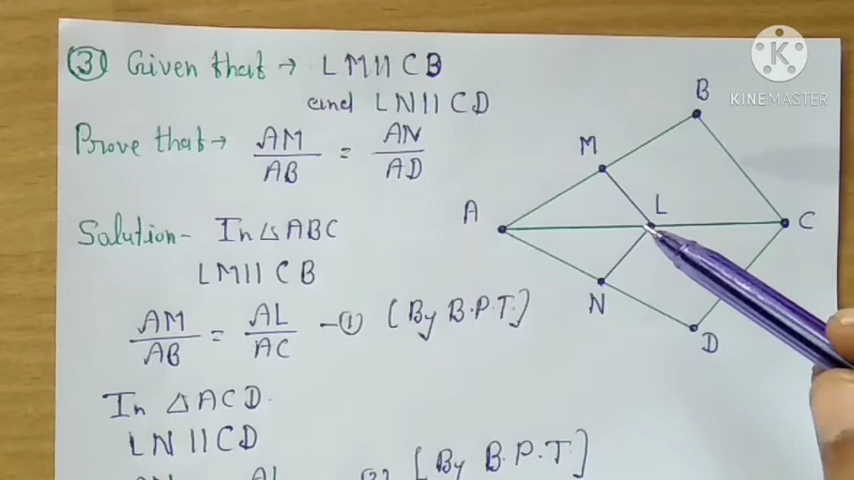 ③ Given that → LM || CB
and LN || CD
Prove that → AM/AB = AN/AD
Solution- In △ABC
LM || CB
AM/AB = AL/AC -① [By B.P.T.]
In △ACD.
LN || CD
AL [By B.P.T.]
A
M
B
L
C
N
D
K
KINEMASTER